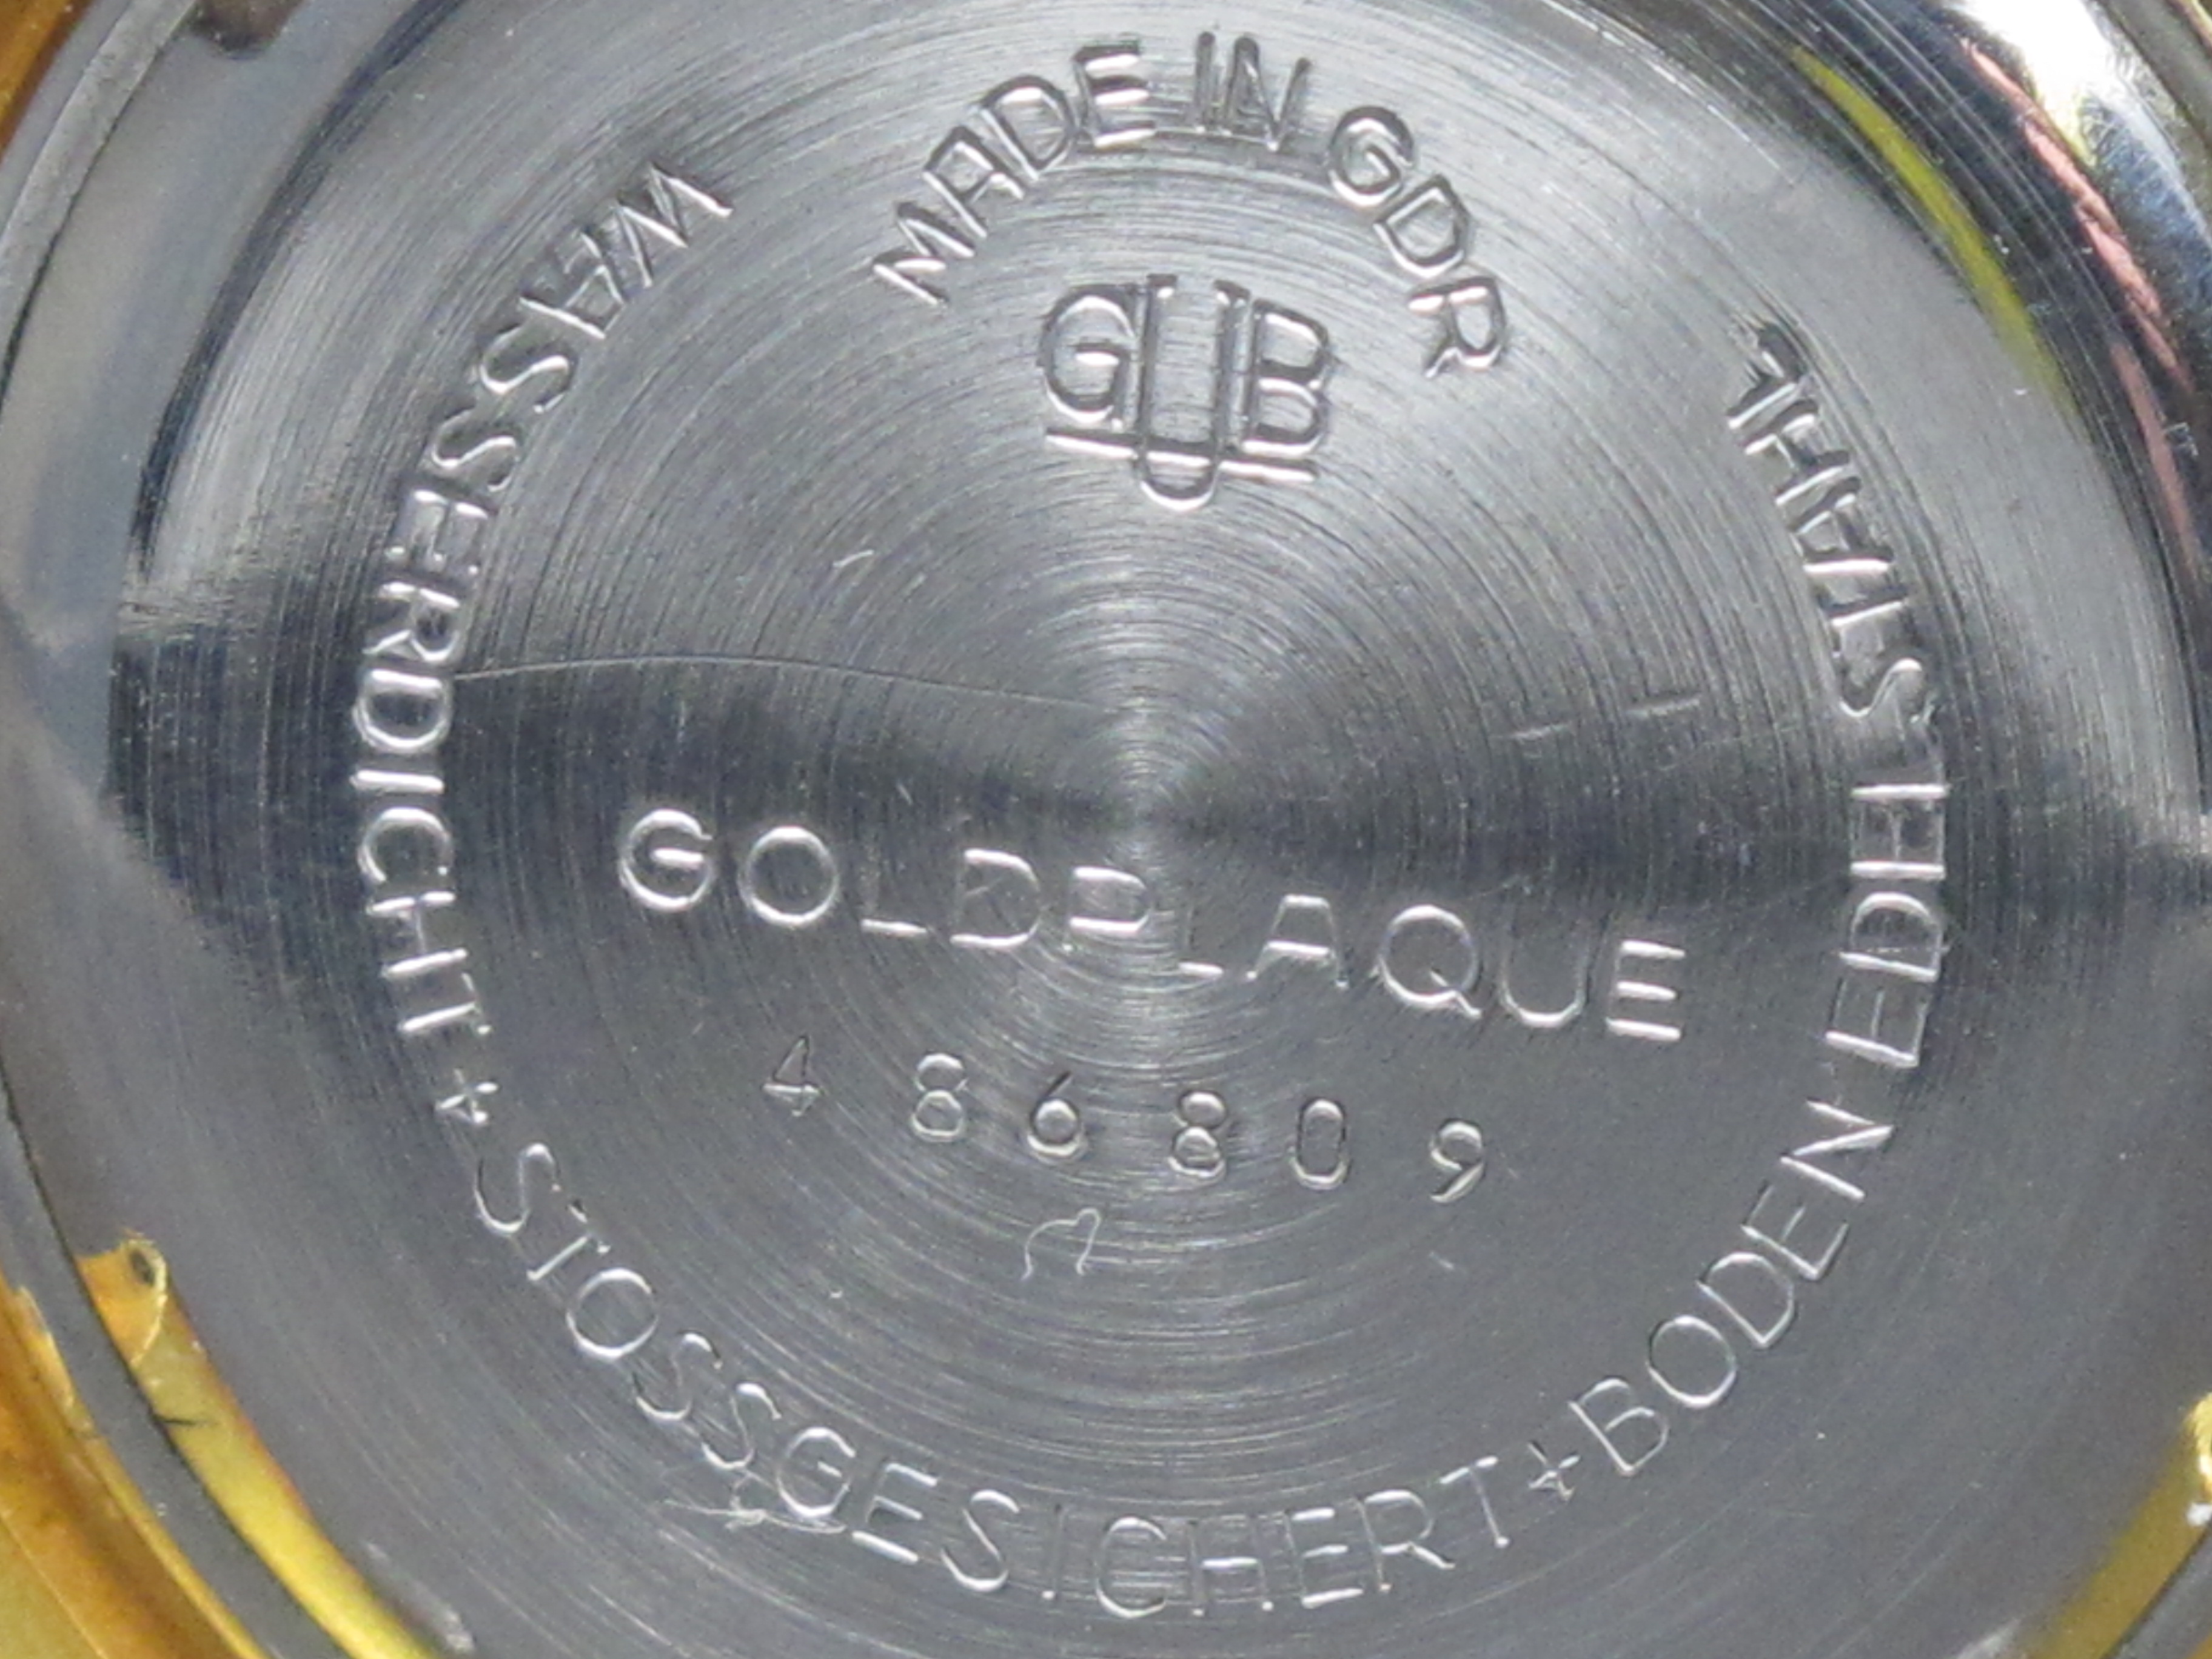 MADE IN GDR
GUB
WASSERDICHT + STOSSGESICHERT + BODEN EDELSTAHL
GOLDPLAQUE
486809